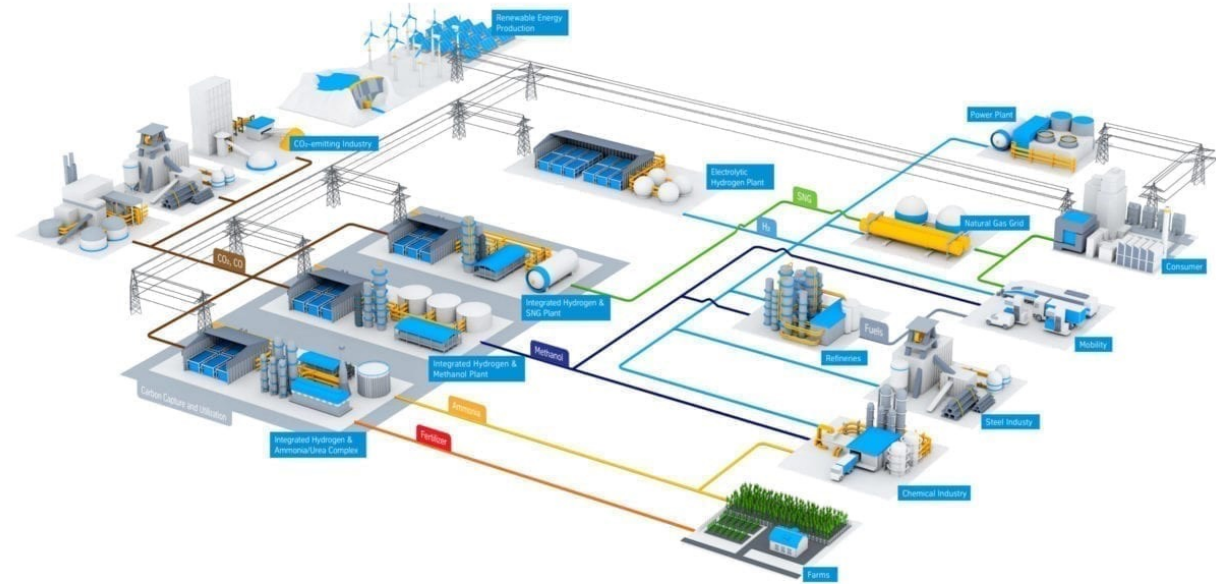 Renewable Energy
Production
CO₂-emitting Industry
Power Plant
Electrolytic
Hydrogen Plant
SNG
H₂
Natural Gas Grid
Consumer
CO₂, CO
Integrated Hydrogen &
SNG Plant
Fuels
Mobility
Refineries
Methanol
Integrated Hydrogen &
Methanol Plant
Carbon Capture and Utilization
Ammonia
Steel Industy
Fertilizer
Integrated Hydrogen &
Ammonia/Urea Complex
Chemical Industry
Farms